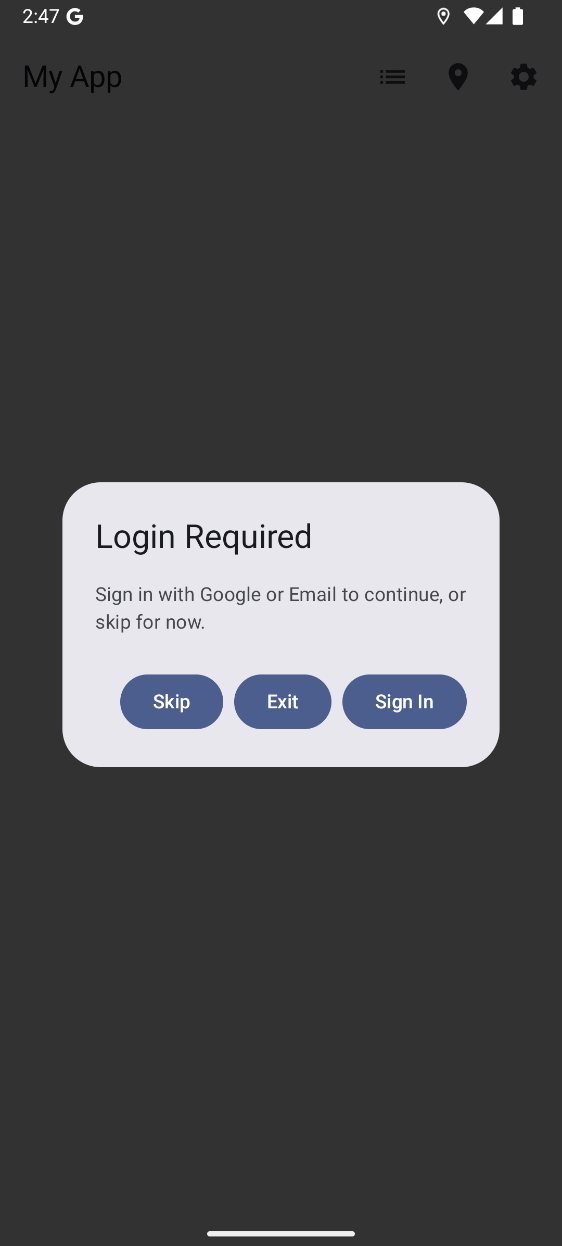 2:47
My App
Login Required
Sign in with Google or Email to continue, or
skip for now.
Skip Exit Sign In